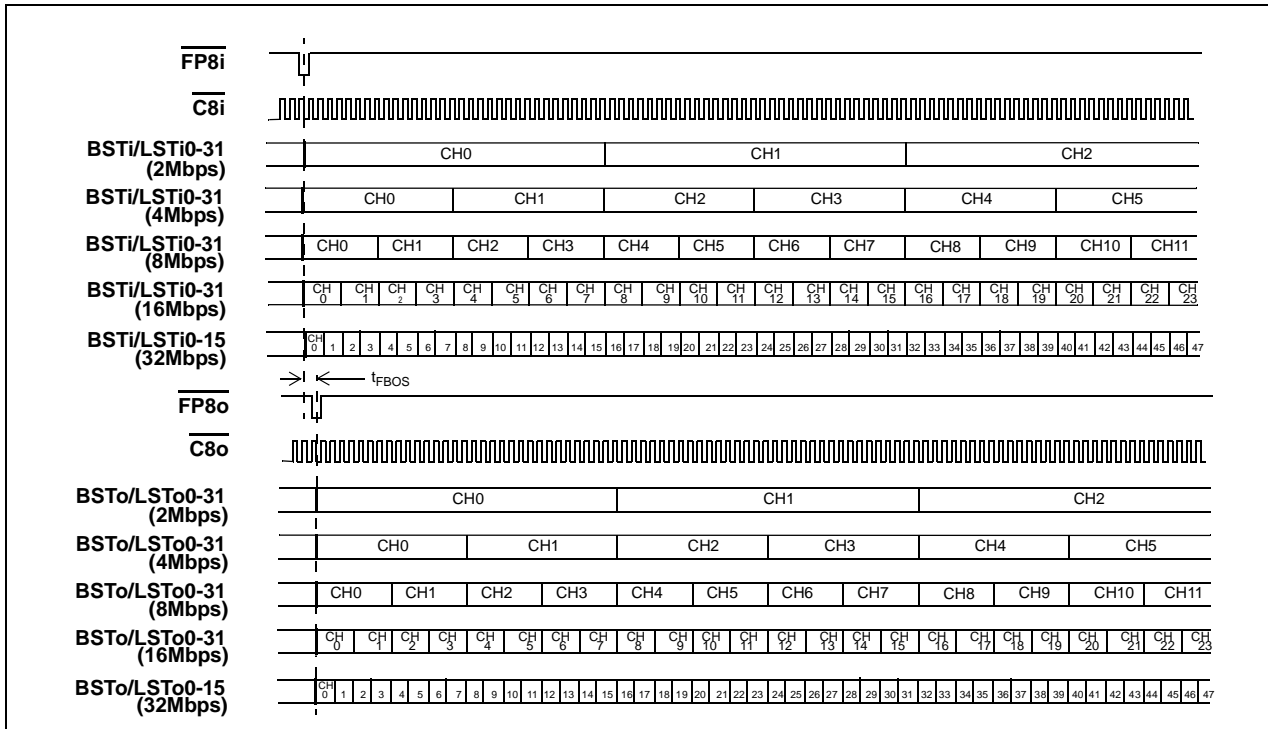 FP8i
C8i
BSTi/LSTi0-31
(2Mbps)
CH0 CH1 CH2
BSTi/LSTi0-31
(4Mbps)
CH0 CH1 CH2 CH3 CH4 CH5
BSTi/LSTi0-31
(8Mbps)
CH0 CH1 CH2 CH3 CH4 CH5 CH6 CH7 CH8 CH9 CH10 CH11
BSTi/LSTi0-31
(16Mbps)
CH CH CH CH CH CH CH CH CH CH CH CH CH CH CH CH CH CH CH CH CH CH CH CH
0 1 2 3 4 5 6 7 8 9 10 11 12 13 14 15 16 17 18 19 20 21 22 23
BSTi/LSTi0-15
(32Mbps)
CH
0 1 2 3 4 5 6 7 8 9 10 11 12 13 14 15 16 17 18 19 20 21 22 23 24 25 26 27 28 29 30 31 32 33 34 35 36 37 38 39 40 41 42 43 44 45 46 47
tFBOS
FP8o
C8o
BSTo/LSTo0-31
(2Mbps)
CH0 CH1 CH2
BSTo/LSTo0-31
(4Mbps)
CH0 CH1 CH2 CH3 CH4 CH5
BSTo/LSTo0-31
(8Mbps)
CH0 CH1 CH2 CH3 CH4 CH5 CH6 CH7 CH8 CH9 CH10 CH11
BSTo/LSTo0-31
(16Mbps)
CH CH CH CH CH CH CH CH CH CH CH CH CH CH CH CH CH CH CH CH CH CH CH CH
0 1 2 3 4 5 6 7 8 9 10 11 12 13 14 15 16 17 18 19 20 21 22 23
BSTo/LSTo0-15
(32Mbps)
CH
0 1 2 3 4 5 6 7 8 9 10 11 12 13 14 15 16 17 18 19 20 21 22 23 24 25 26 27 28 29 30 31 32 33 34 35 36 37 38 39 40 41 42 43 44 45 46 47